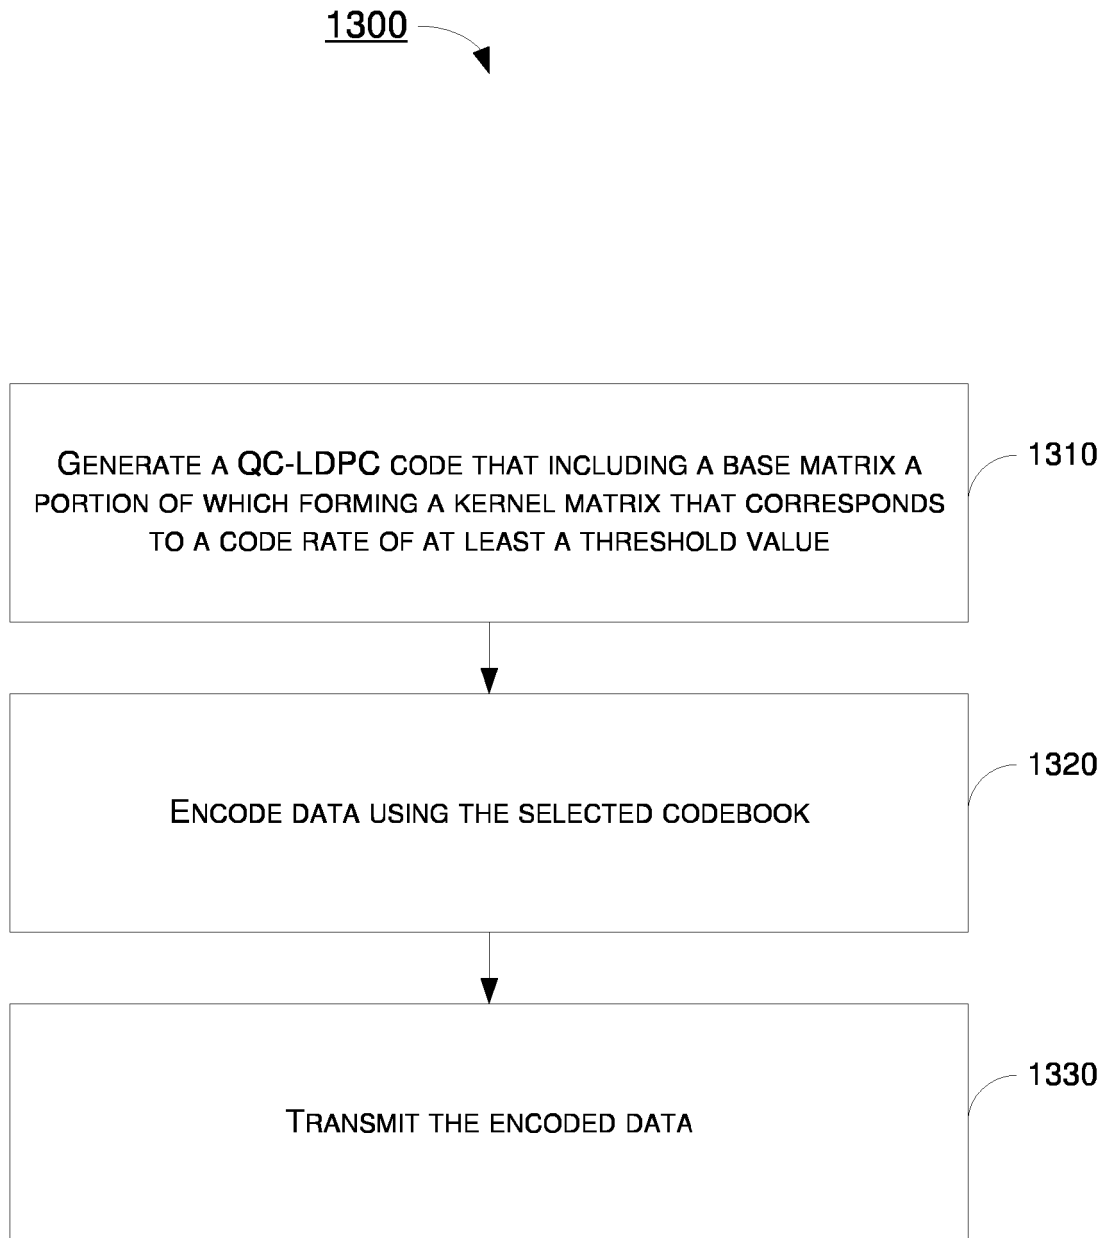 1300
GENERATE A QC-LDPC CODE THAT INCLUDING A BASE MATRIX A
PORTION OF WHICH FORMING A KERNEL MATRIX THAT CORRESPONDS
TO A CODE RATE OF AT LEAST A THRESHOLD VALUE
1310
ENCODE DATA USING THE SELECTED CODEBOOK
1320
TRANSMIT THE ENCODED DATA
1330